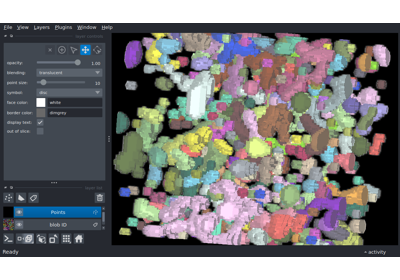 File View Layers Plugins Window Help
opacity: 1.00
blending: translucent
point size: 10
symbol: disc
face color: white
border color: dimgrey
display text:
out of slice:
Points
blob ID
Ready
activity